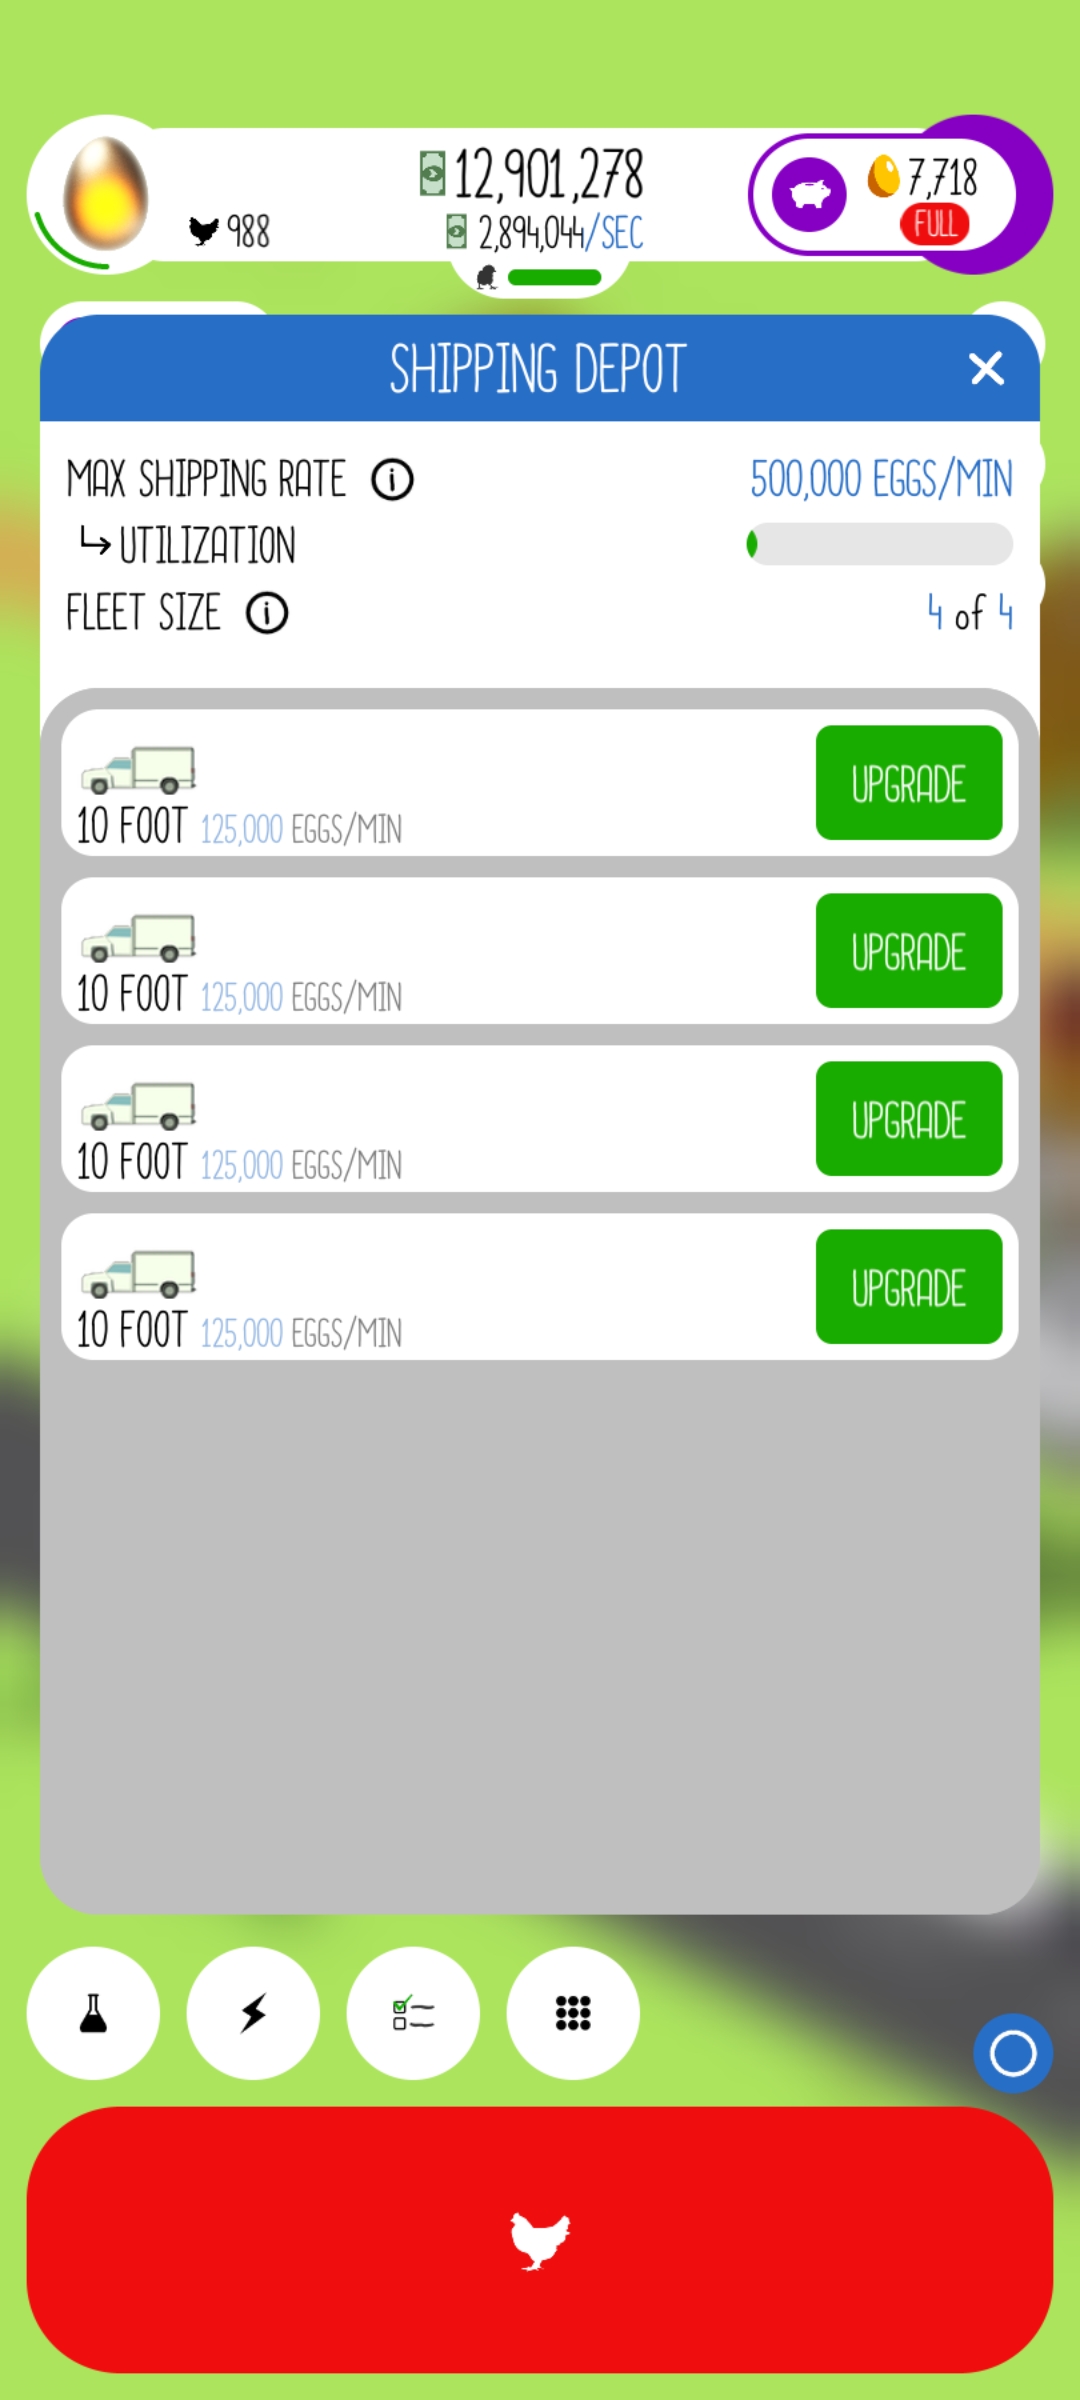 12,901,278
7,718
988
2,894,044/SEC
FULL
SHIPPING DEPOT
MAX SHIPPING RATE
500,000 EGGS/MIN
UTILIZATION
FLEET SIZE
4 of 4
UPGRADE
10 FOOT 125,000 EGGS/MIN
UPGRADE
10 FOOT 125,000 EGGS/MIN
UPGRADE
10 FOOT 125,000 EGGS/MIN
UPGRADE
10 FOOT 125,000 EGGS/MIN